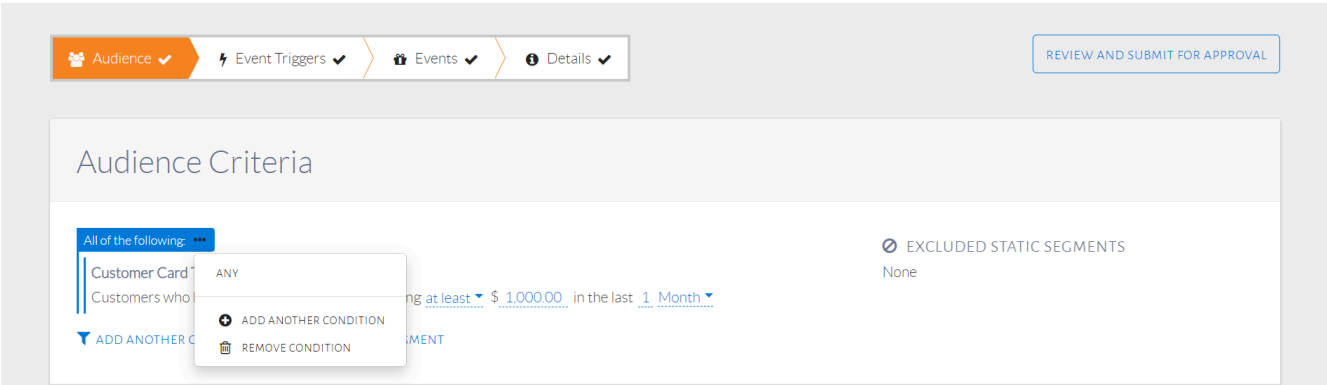 Audience
Event Triggers
Events
Details
REVIEW AND SUBMIT FOR APPROVAL
Audience Criteria
All of the following: •••
EXCLUDED STATIC SEGMENTS
None
Customer Card
ANY
Customers who
at least $ 1,000.00 in the last 1 Month
ADD ANOTHER CONDITION
ADD ANOTHER
REMOVE CONDITION